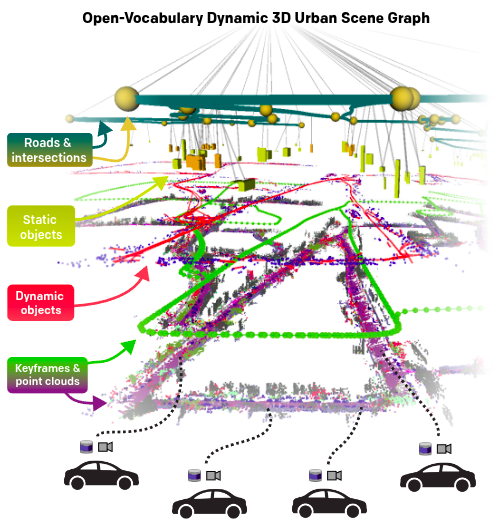 Open-Vocabulary Dynamic 3D Urban Scene Graph
Roads &
intersections
Static
objects
Dynamic
objects
Keyframes &
point clouds